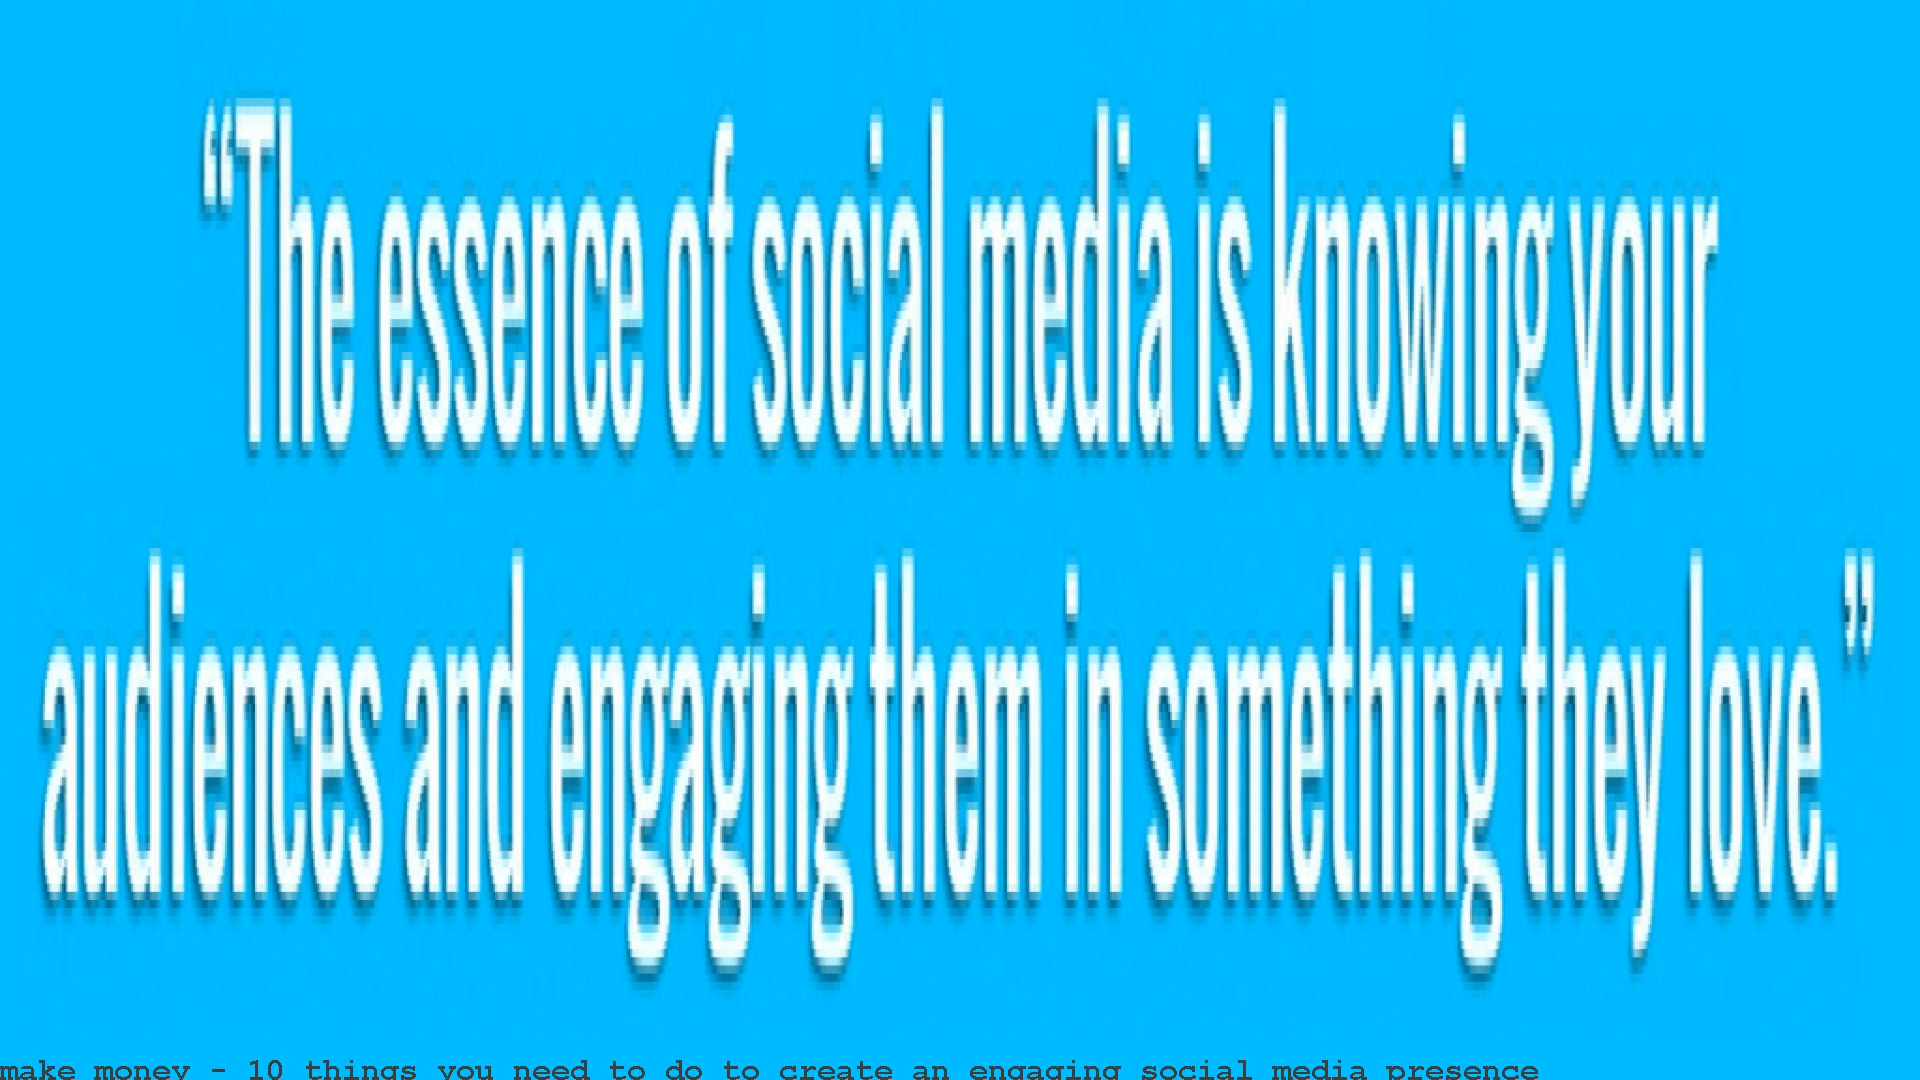 “The essence of social media is knowing your
audiences and engaging them in something they love.”
make money - 10 things you need to do to create an engaging social media presence